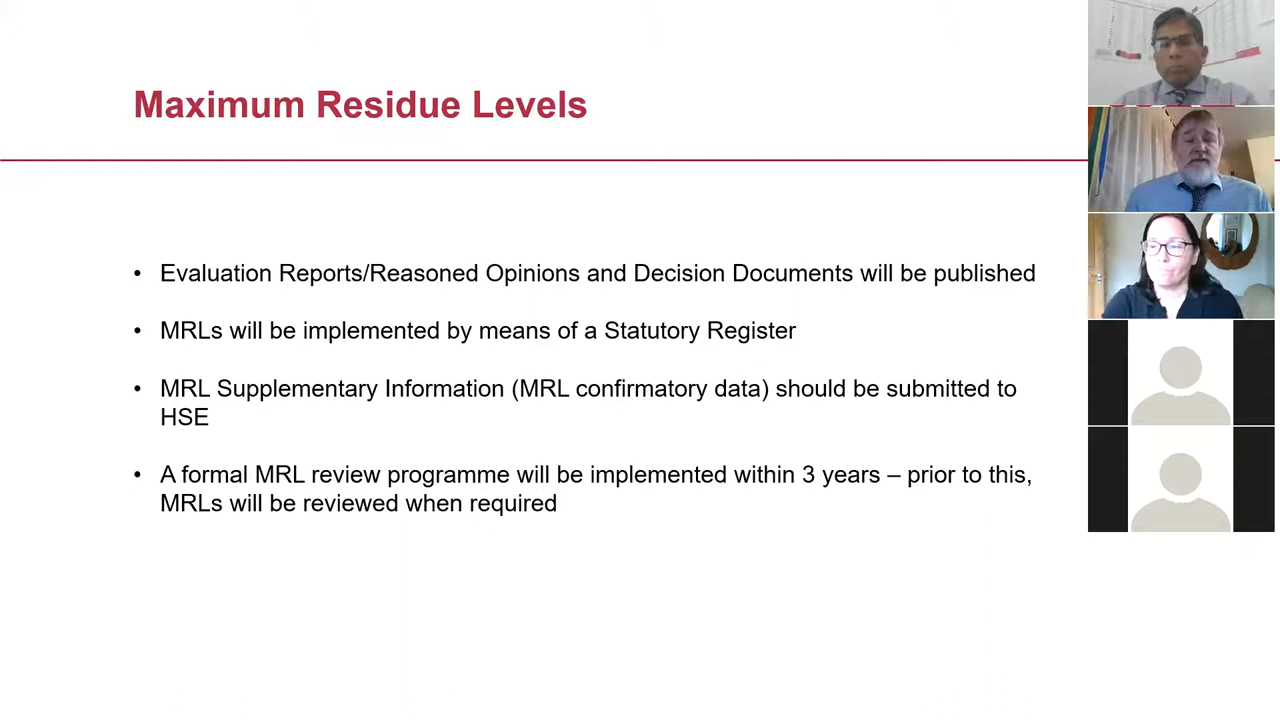 Maximum Residue Levels
• Evaluation Reports/Reasoned Opinions and Decision Documents will be published
• MRLs will be implemented by means of a Statutory Register
• MRL Supplementary Information (MRL confirmatory data) should be submitted to
HSE
• A formal MRL review programme will be implemented within 3 years – prior to this,
MRLs will be reviewed when required